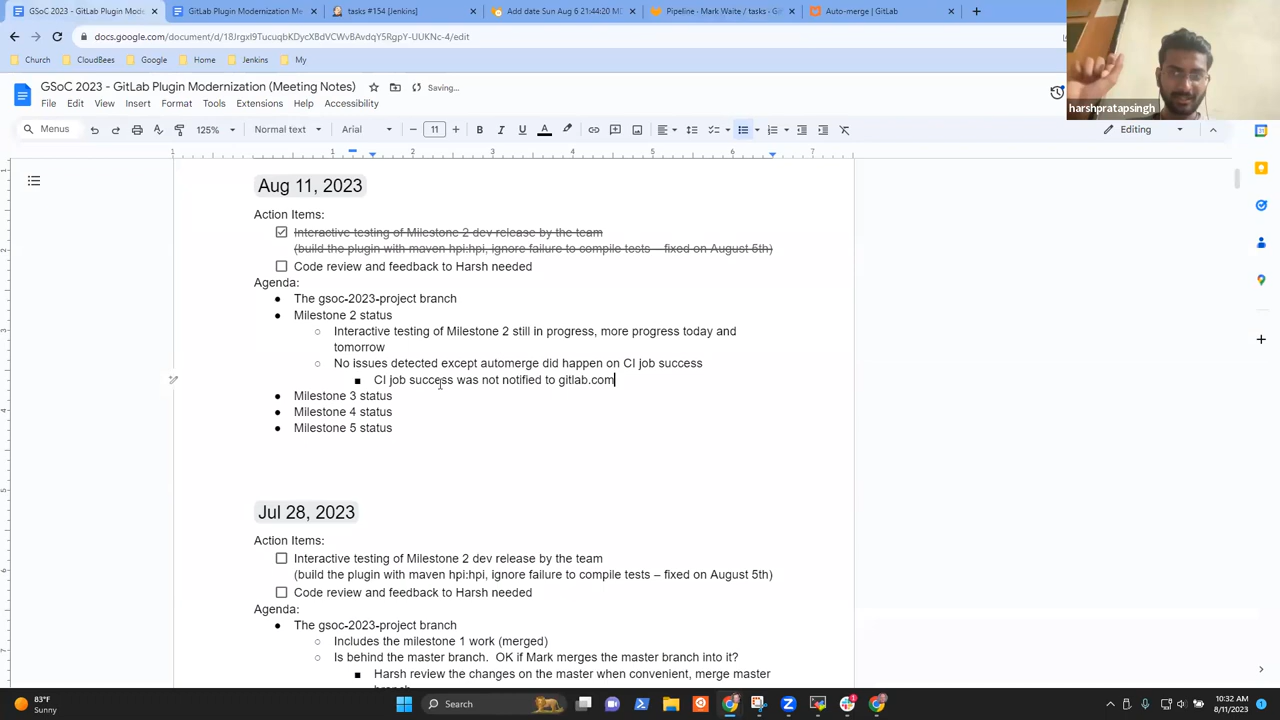 GSoC 2023 - GitLab Plugin Mod
GitLab Plugin Modernization M
tasks #154 [Jenkins]
Add date Sun Aug 6 21:44:20 M
Pipeline · Mark Waite / tasks · Git
Auto-merge | GitLab
docs.google.com/document/d/18JrgxI9TucuqbKDycXBdVCWvBAvdqY5RgpY-UUKNc-4/edit
Church
CloudBees
Google
Home
Jenkins
My
harshpratapsingh
GSoC 2023 - GitLab Plugin Modernization (Meeting Notes)
Saving...
File Edit View Insert Format Tools Extensions Help Accessibility
Menus
125%
Normal text
Arial
11
Editing
1 1 2 3 4 5 6 7
Aug 11, 2023
Action Items:
Interactive testing of Milestone 2 dev release by the team
(build the plugin with maven hpi:hpi, ignore failure to compile tests – fixed on August 5th)
Code review and feedback to Harsh needed
Agenda:
● The gsoc-2023-project branch
● Milestone 2 status
○ Interactive testing of Milestone 2 still in progress, more progress today and
tomorrow
○ No issues detected except automerge did happen on CI job success
■ CI job success was not notified to gitlab.com
● Milestone 3 status
● Milestone 4 status
● Milestone 5 status
Jul 28, 2023
Action Items:
Interactive testing of Milestone 2 dev release by the team
(build the plugin with maven hpi:hpi, ignore failure to compile tests – fixed on August 5th)
Code review and feedback to Harsh needed
Agenda:
● The gsoc-2023-project branch
○ Includes the milestone 1 work (merged)
○ Is behind the master branch. OK if Mark merges the master branch into it?
■ Harsh review the changes on the master when convenient, merge master
83°F
Sunny
Search
10:32 AM
8/11/2023